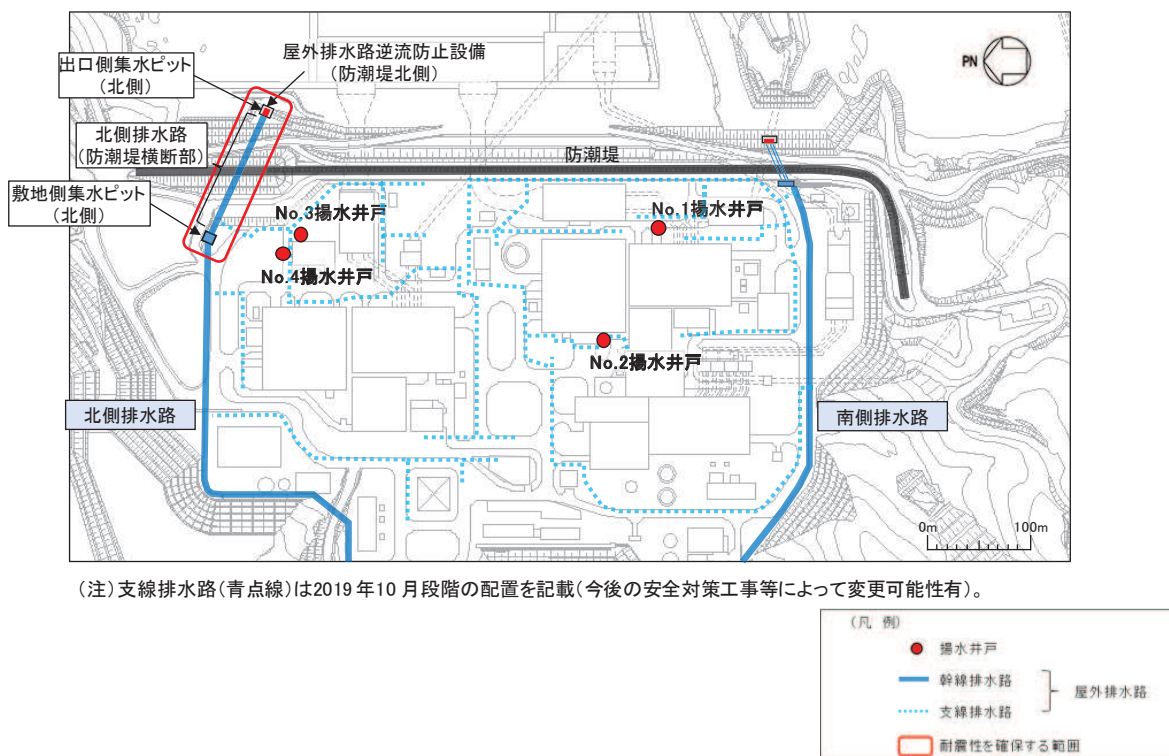 屋外排水路逆流防止設備
（防潮堤北側）
出口側集水ピット
（北側）
PN
北側排水路
（防潮堤横断部）
防潮堤
敷地側集水ピット
（北側）
No.3揚水井戸
No.1揚水井戸
No.4揚水井戸
No.2揚水井戸
北側排水路
南側排水路
0m 100m
（注）支線排水路（青点線）は2019年10月段階の配置を記載（今後の安全対策工事等によって変更可能性有）。
（凡 例）
揚水井戸
幹線排水路
屋外排水路
支線排水路
耐震性を確保する範囲